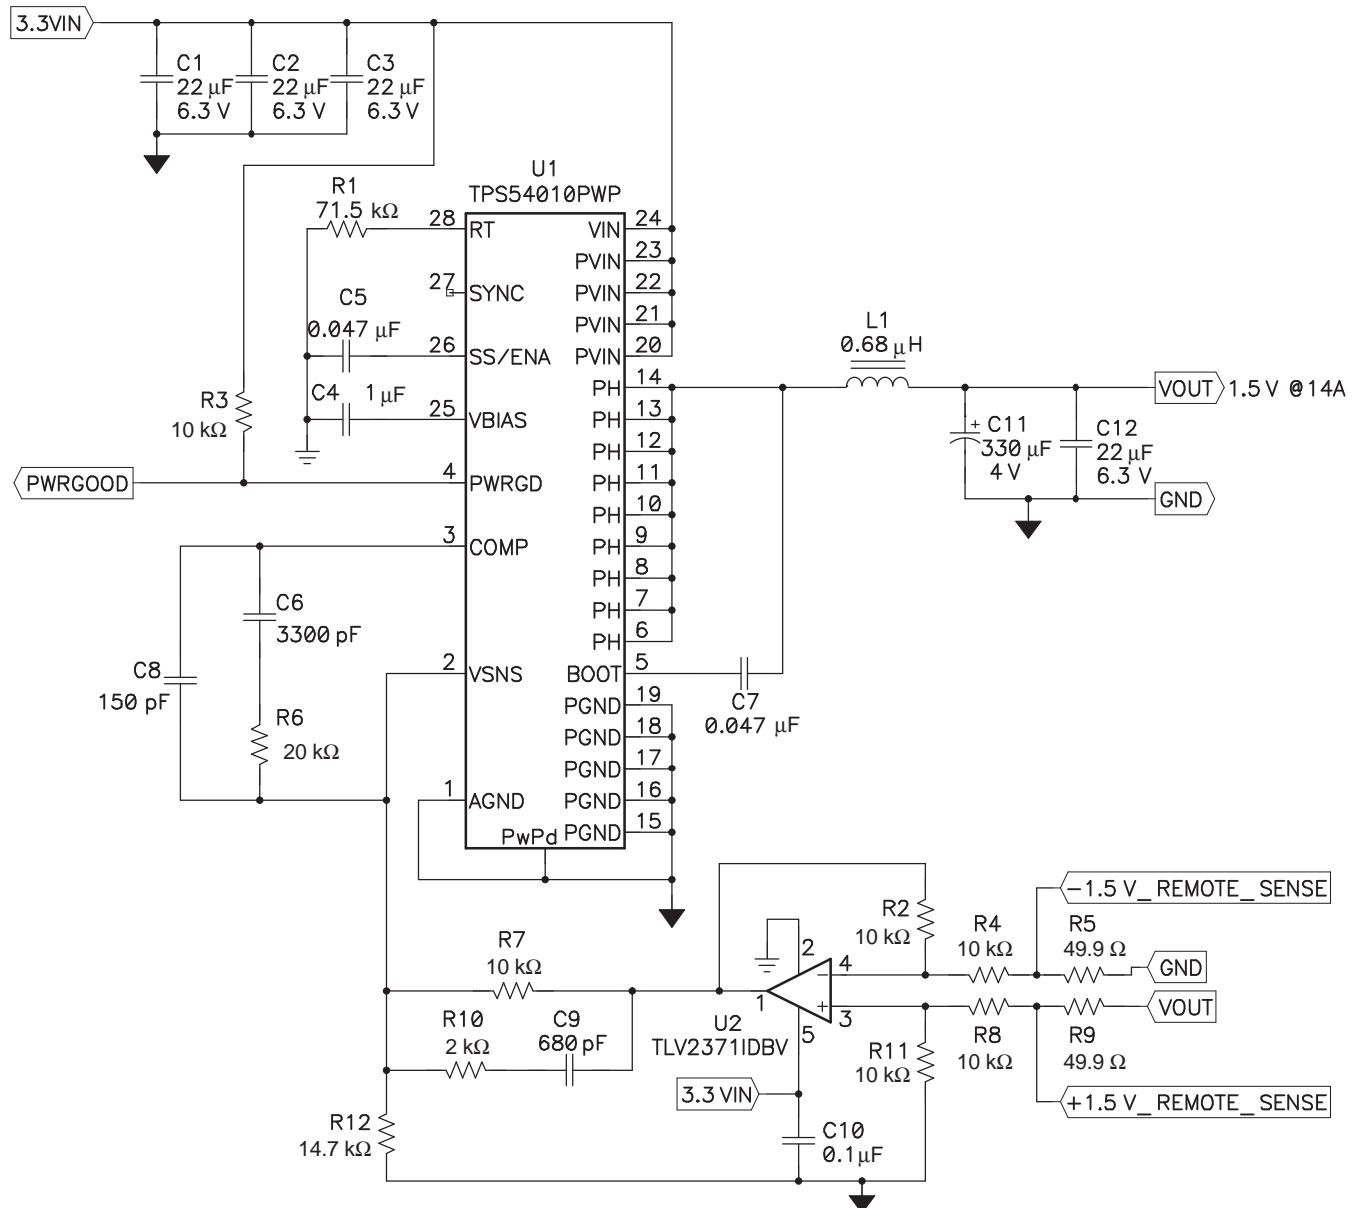 3.3VIN
C1
22 μF
6.3 V
C2
22 μF
6.3 V
C3
22 μF
6.3 V
U1
TPS54010PWP
R1
71.5 kΩ
28
RT
27
SYNC
C5
0.047 μF
26
SS/ENA
C4
1 μF
25
VBIAS
R3
10 kΩ
PWRGOOD
4
PWRGD
3
COMP
C6
3300 pF
C8
150 pF
R6
20 kΩ
2
VSNS
1
AGND
PwPd
VIN
24
PVIN
23
PVIN
22
PVIN
21
PVIN
20
PH
14
PH
13
PH
12
PH
11
PH
10
PH
9
PH
8
PH
7
PH
6
BOOT
5
PGND
19
PGND
18
PGND
17
PGND
16
PGND
15
C7
0.047 μF
L1
0.68 μH
VOUT
1.5 V @14A
+
C11
330 μF
4 V
C12
22 μF
6.3 V
GND
R7
10 kΩ
R10
2 kΩ
C9
680 pF
R12
14.7 kΩ
U2
TLV2371IDBV
1
2
4
−
+
3
5
3.3 VIN
C10
0.1μF
R2
10 kΩ
R4
10 kΩ
R5
49.9 Ω
−1.5 V_REMOTE_SENSE
GND
VOUT
R11
10 kΩ
R8
10 kΩ
R9
49.9 Ω
+1.5 V_REMOTE_SENSE